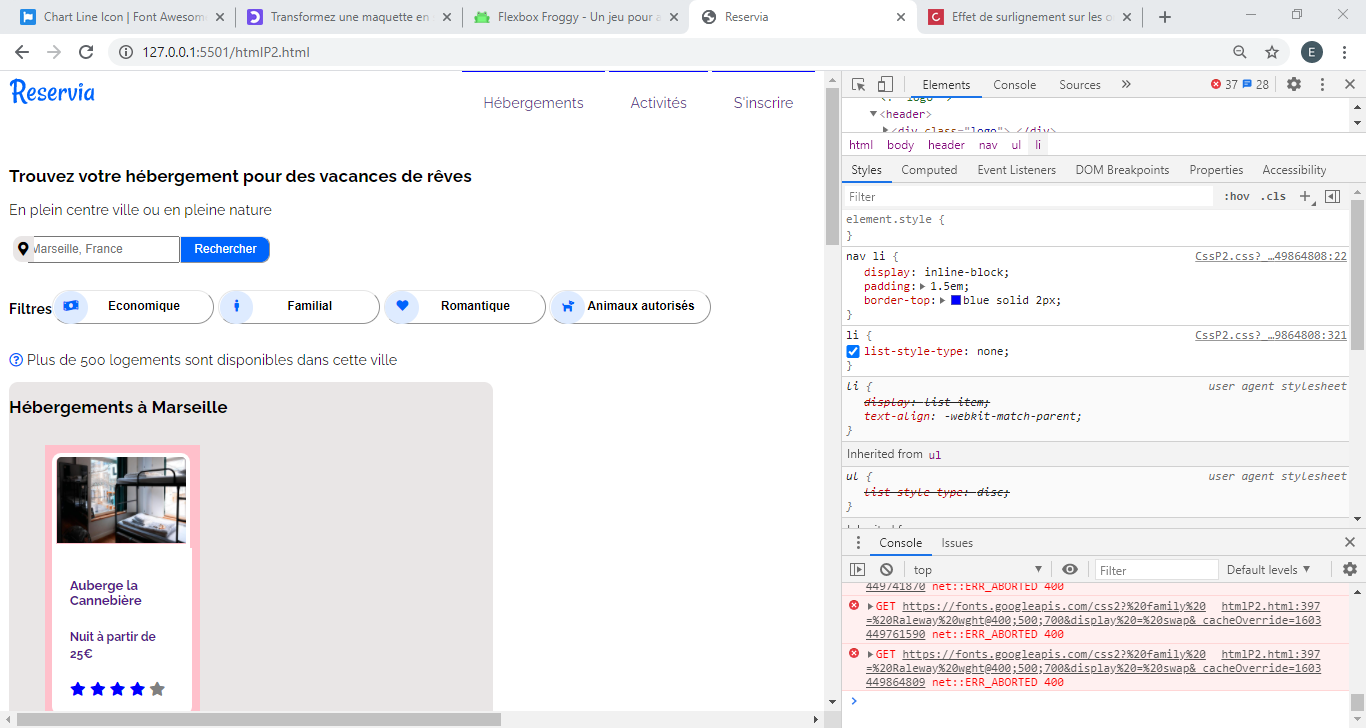 Chart Line Icon | Font Awesom
Transformez une maquette en
Flexbox Froggy - Un jeu pour a
Reservia
Effet de surlignement sur les o
127.0.0.1:5501/htmlP2.html
E
Reservia
Hébergements
Activités
S'inscrire
Trouvez votre hébergement pour des vacances de rêves
En plein centre ville ou en pleine nature
Marseille, France
Rechercher
Filtres
Economique
Familial
Romantique
Animaux autorisés
Plus de 500 logements sont disponibles dans cette ville
Hébergements à Marseille
Auberge la
Cannebière
Nuit à partir de
25€
Elements
Console
Sources
»
37
28
<header>
<div class="logo">…</div>
html body header nav ul li
Styles Computed Event Listeners DOM Breakpoints Properties Accessibility
Filter
:hov .cls +
element.style {
}
nav li { CssP2.css?_…49864808:22
display: inline-block;
padding: 1.5em;
border-top: blue solid 2px;
}
li { CssP2.css?_…9864808:321
list-style-type: none;
}
li { user agent stylesheet
display: list-item;
text-align: -webkit-match-parent;
}
Inherited from ul
ul { user agent stylesheet
list-style-type: disc;
}
Console Issues
top
Filter
Default levels
449741870 net::ERR_ABORTED 400
GET https://fonts.googleapis.com/css2?%20family%20 htmlP2.html:397
=%20Raleway%20wght@400;500;700&display%20=%20swap&_cacheOverride=1603
449761590 net::ERR_ABORTED 400
GET https://fonts.googleapis.com/css2?%20family%20 htmlP2.html:397
=%20Raleway%20wght@400;500;700&display%20=%20swap&_cacheOverride=1603
449864809 net::ERR_ABORTED 400